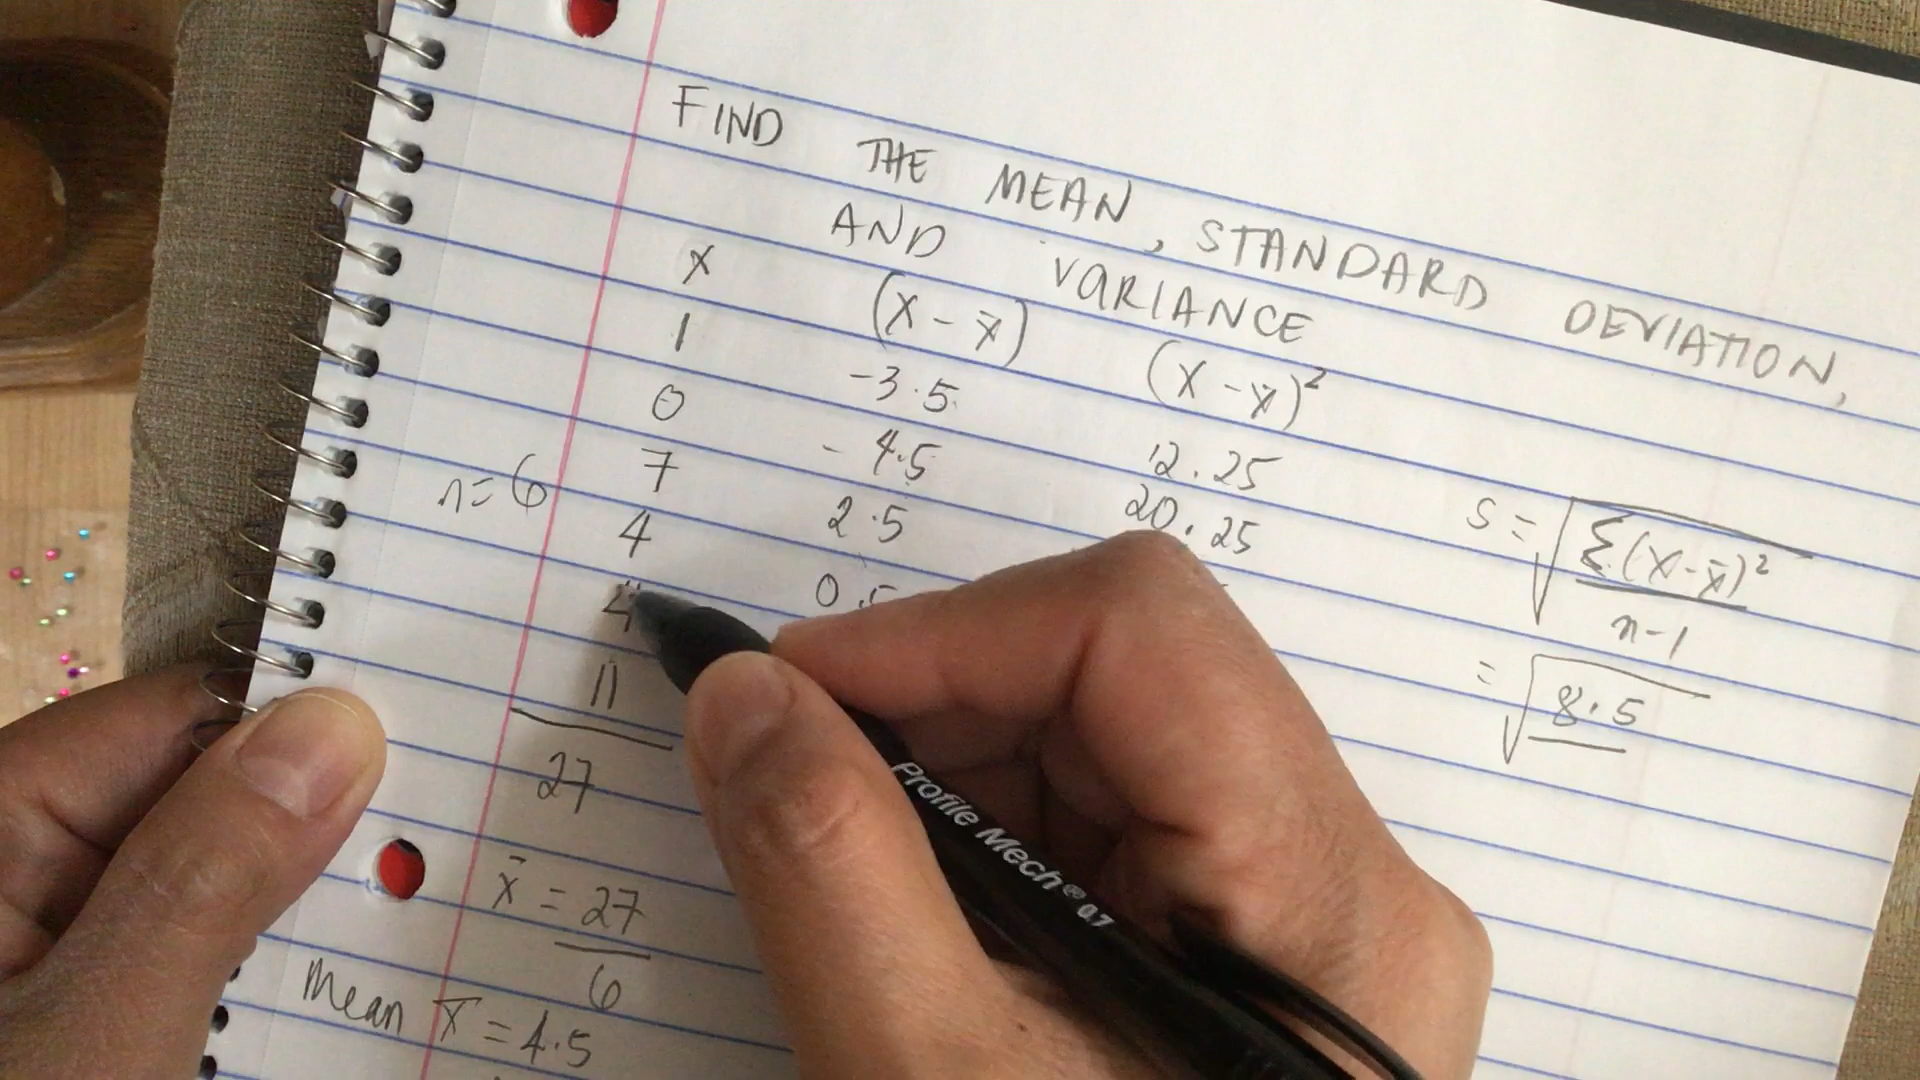 FIND THE MEAN, STANDARD DEVIATION,
AND VARIANCE
x (x - x̄) (x - x̄)²
1 -3.5 12.25
0 -4.5 20.25
7 2.5
4 0.5
4
11
27
n=6
x̄ = 27
6
Mean x̄ = 4.5
S = √ Σ(x-x̄)²
n-1
= √ 8.5
Profile Mech® 0.7